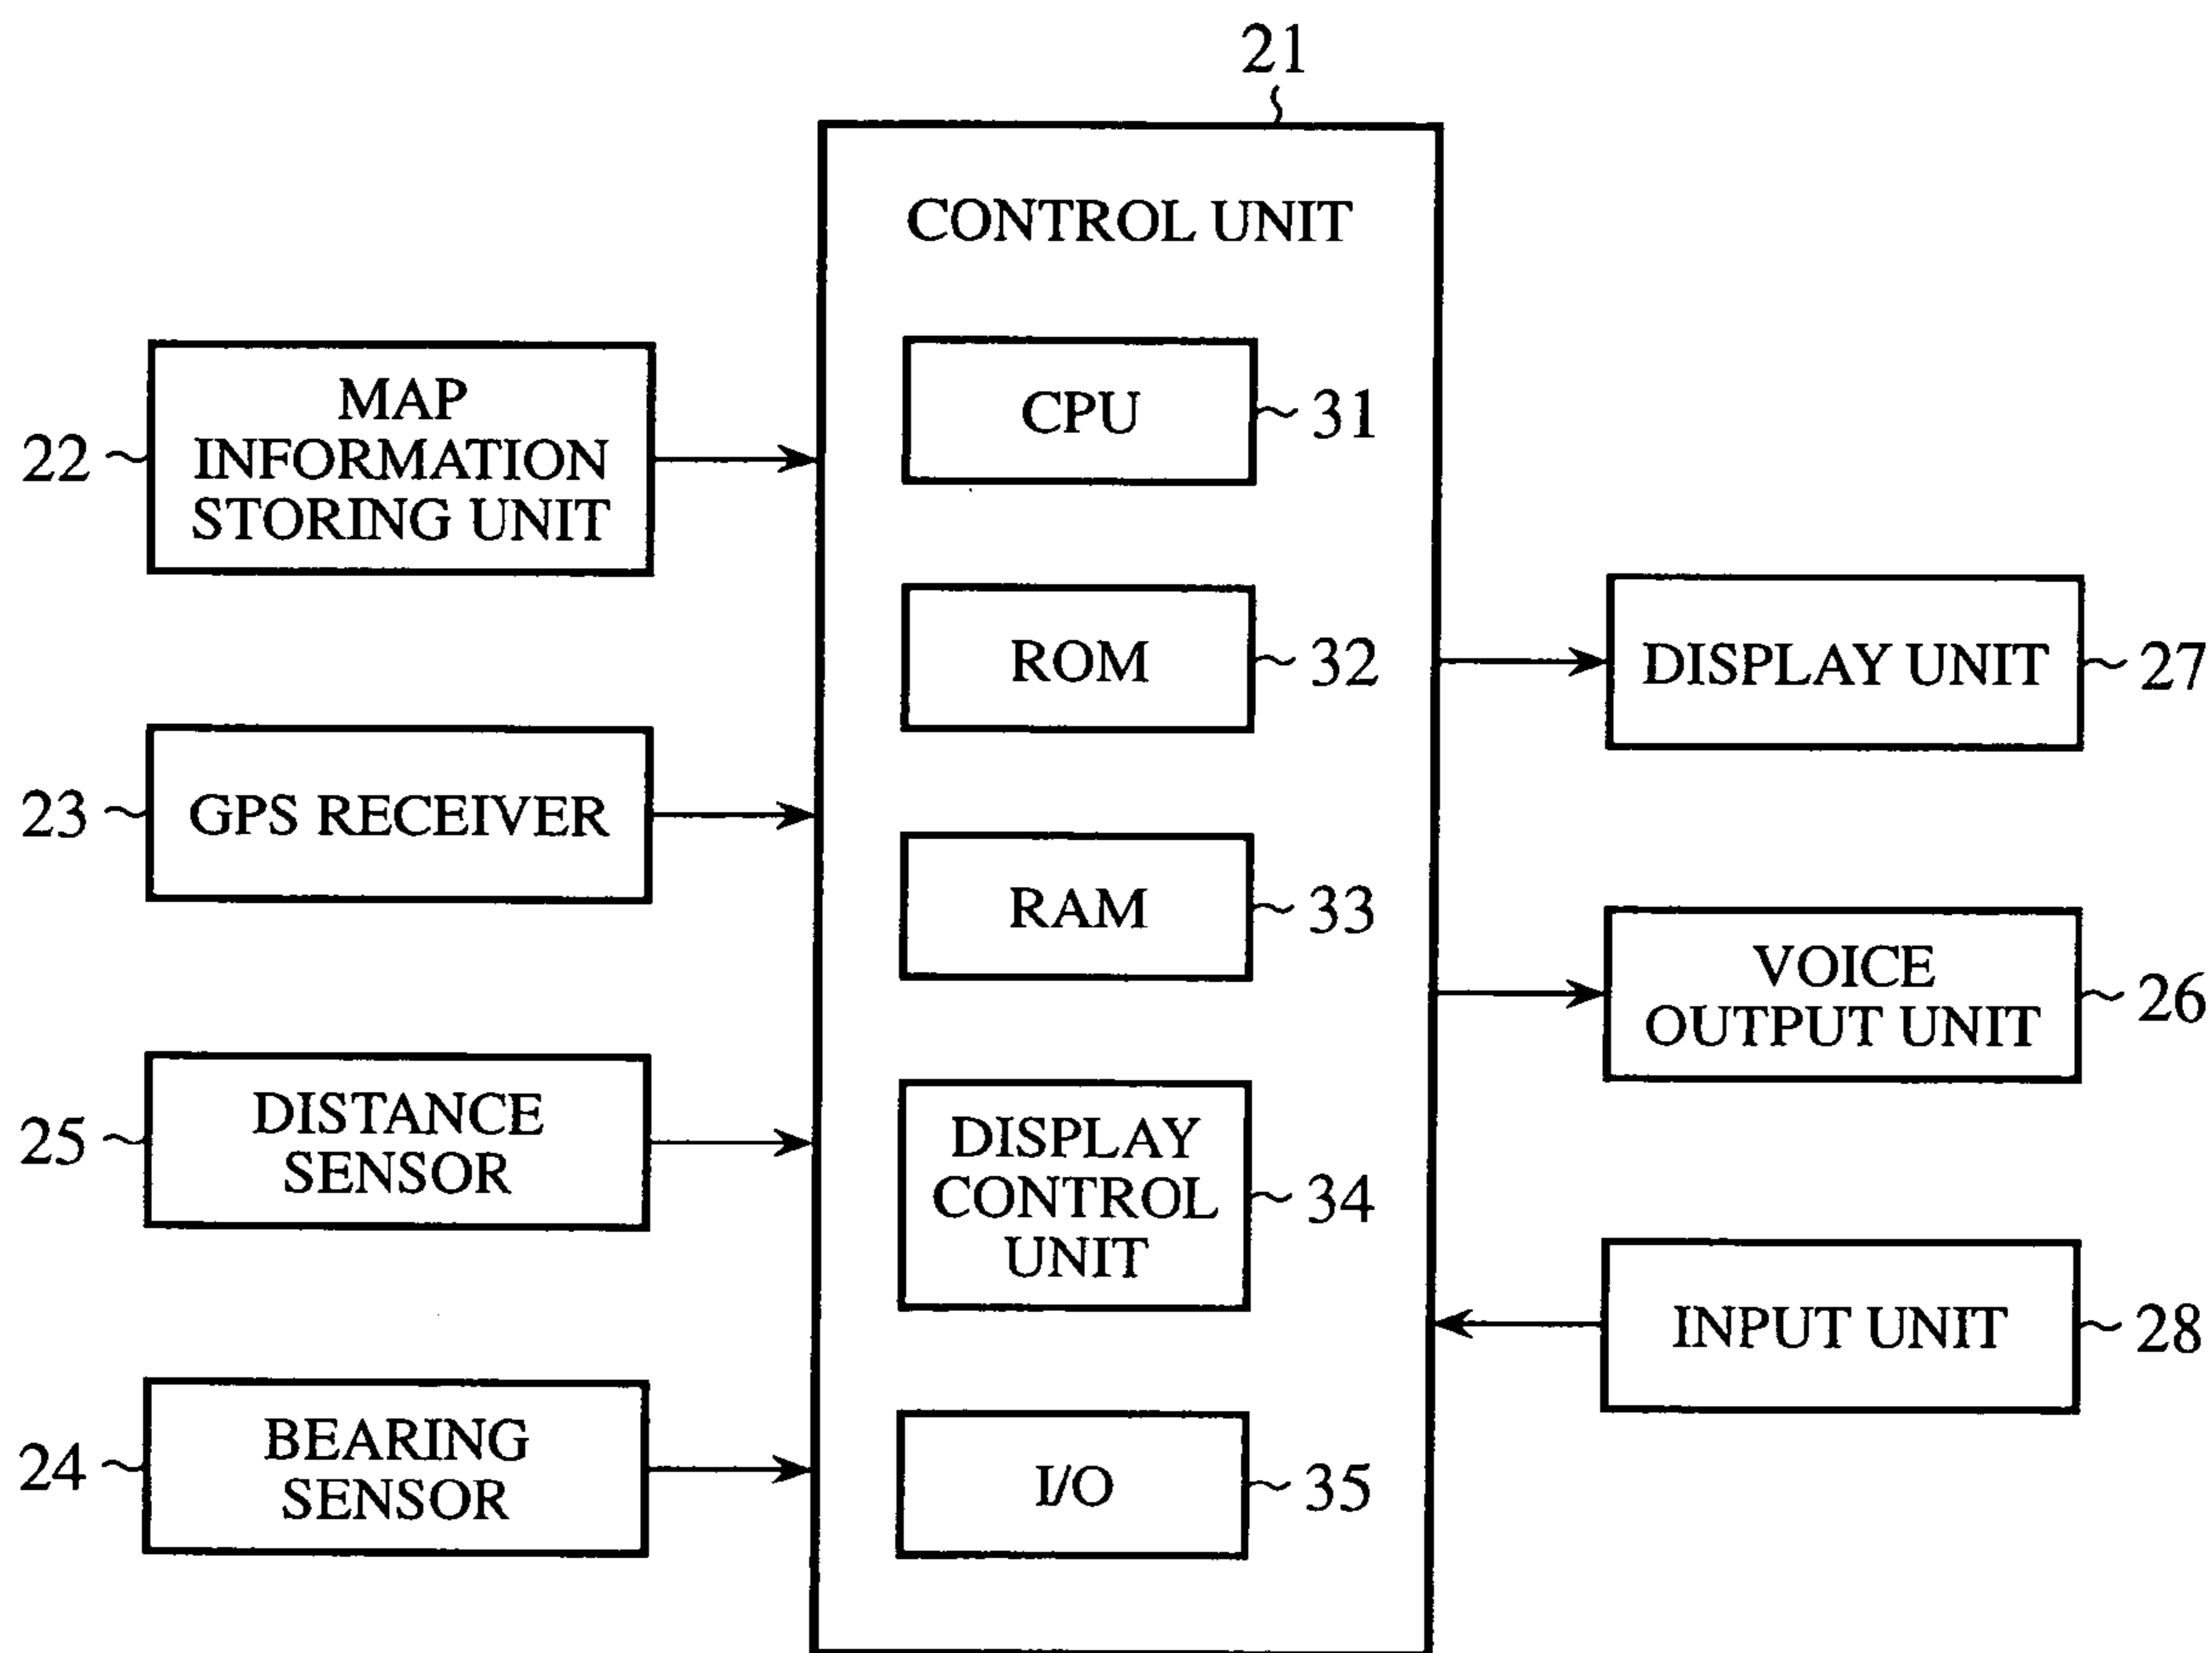 21
CONTROL UNIT
22
MAP
INFORMATION
STORING UNIT
23
GPS RECEIVER
25
DISTANCE
SENSOR
24
BEARING
SENSOR
CPU
31
ROM
32
RAM
33
DISPLAY
CONTROL
UNIT
34
I/O
35
DISPLAY UNIT
27
VOICE
OUTPUT UNIT
26
INPUT UNIT
28